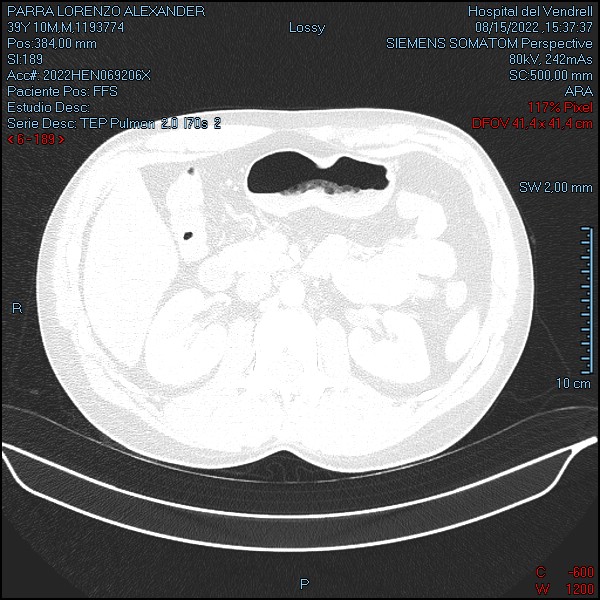 PARRA LORENZO ALEXANDER
39Y 10M,M,1193774
Pos:384,00 mm
SI:189
Acc#: 2022HEN069206X
Paciente Pos: FFS
Estudio Desc:
Serie Desc: TEP Pulmon 2.0 I70s 2
< 6 - 189 >
Lossy
Hospital del Vendrell
08/15/2022 ,15:37:37
SIEMENS SOMATOM Perspective
80kV, 242mAs
SC:500,00 mm
ARA
117% Pixel
DFOV 41,4 x 41,4 cm
SW 2,00 mm
R
10 cm
P
C -600
W 1200